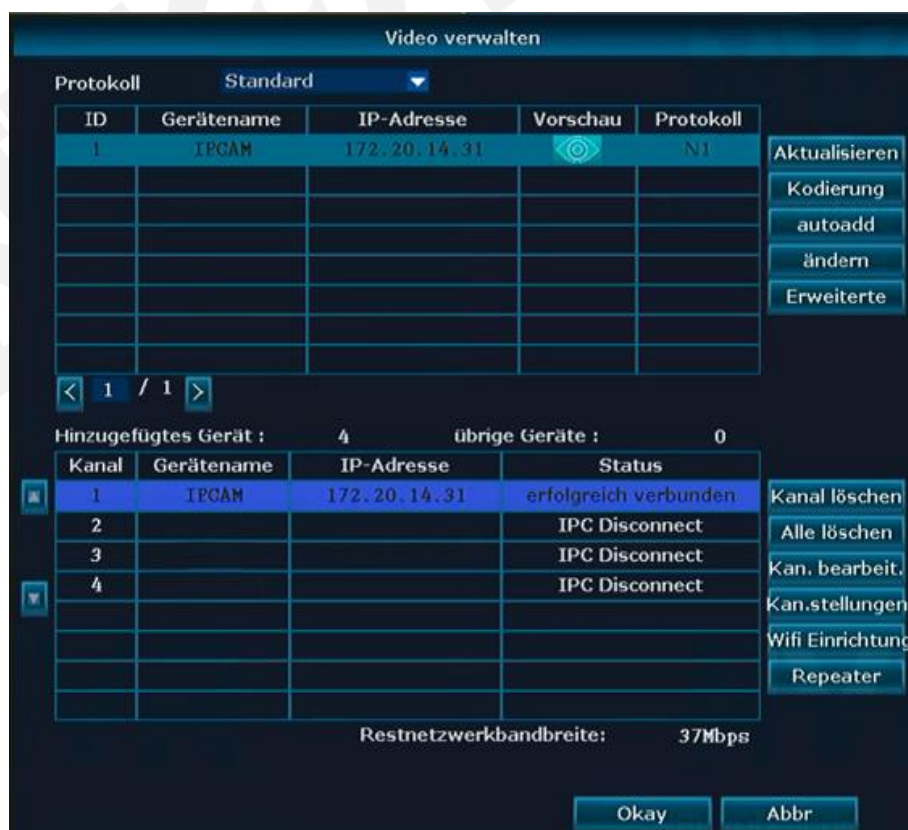 Video verwalten
Protokoll Standard
ID Gerätename IP-Adresse Vorschau Protokoll
1 IPCAM 172.20.14.31 N1
Aktualisieren
Kodierung
autoadd
ändern
Erweiterte
< 1 / 1 >
Hinzugefügtes Gerät : 4 übrige Geräte : 0
Kanal Gerätename IP-Adresse Status
1 IPCAM 172.20.14.31 erfolgreich verbunden
2 IPC Disconnect
3 IPC Disconnect
4 IPC Disconnect
Kanal löschen
Alle löschen
Kan. bearbeit.
Kan.stellungen
Wifi Einrichtung
Repeater
Restnetzwerkbandbreite: 37Mbps
Okay Abbr